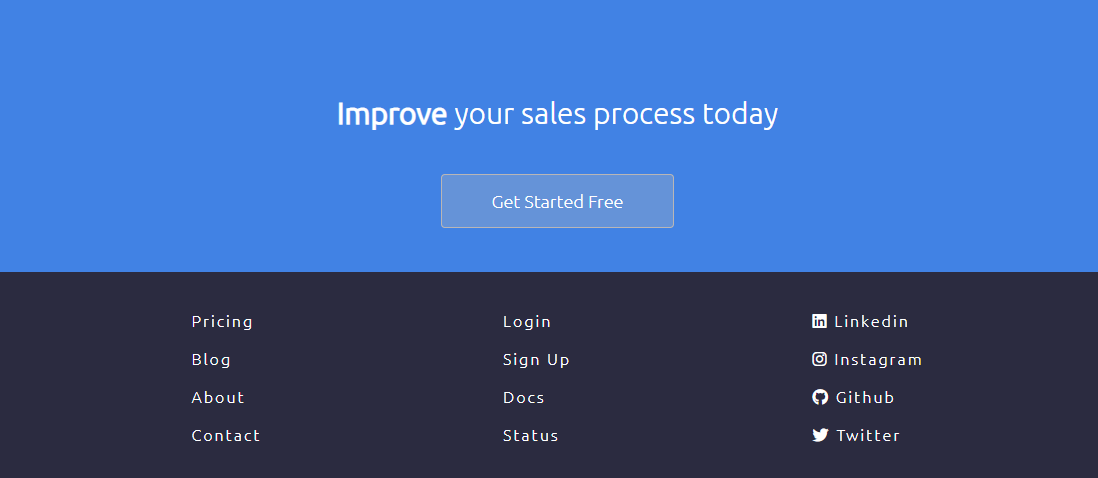 Improve your sales process today
Get Started Free
Pricing
Blog
About
Contact
Login
Sign Up
Docs
Status
Linkedin
Instagram
Github
Twitter